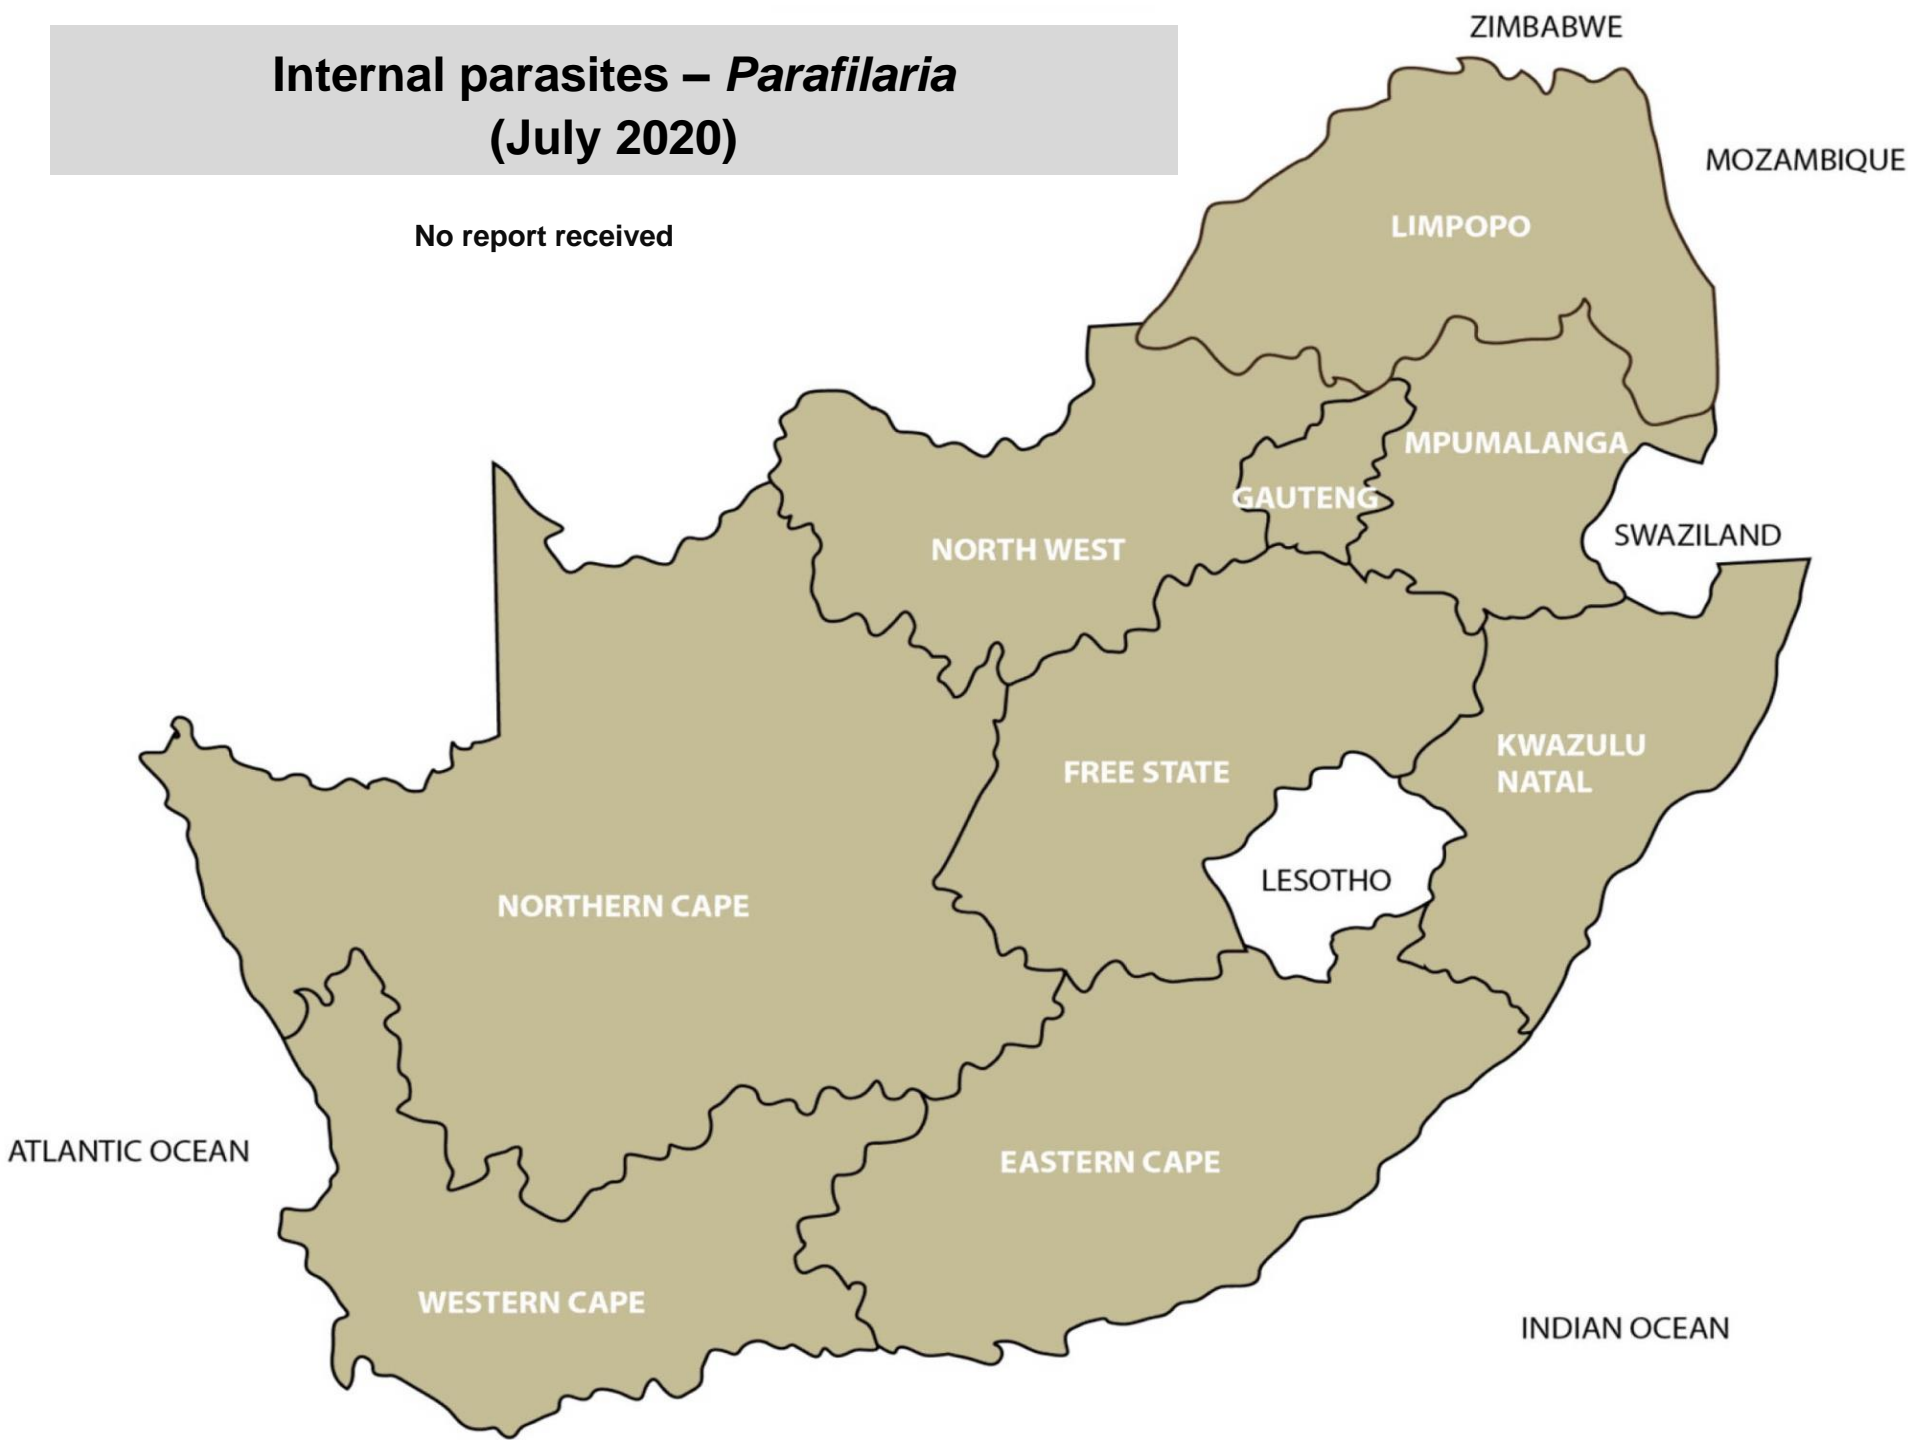 Internal parasites – Parafilaria
(July 2020)
No report received
ZIMBABWE
MOZAMBIQUE
LIMPOPO
MPUMALANGA
GAUTENG
SWAZILAND
NORTH WEST
KWAZULU
NATAL
FREE STATE
LESOTHO
NORTHERN CAPE
ATLANTIC OCEAN
EASTERN CAPE
WESTERN CAPE
INDIAN OCEAN